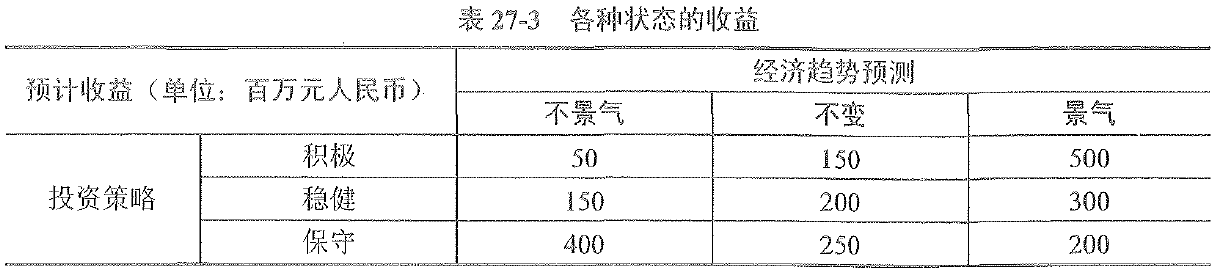 表 27-3 各种状态的收益
预计收益（单位：百万元人民币） 经济趋势预测
不景气 不变 景气
投资策略 积极 50 150 500
稳健 150 200 300
保守 400 250 200